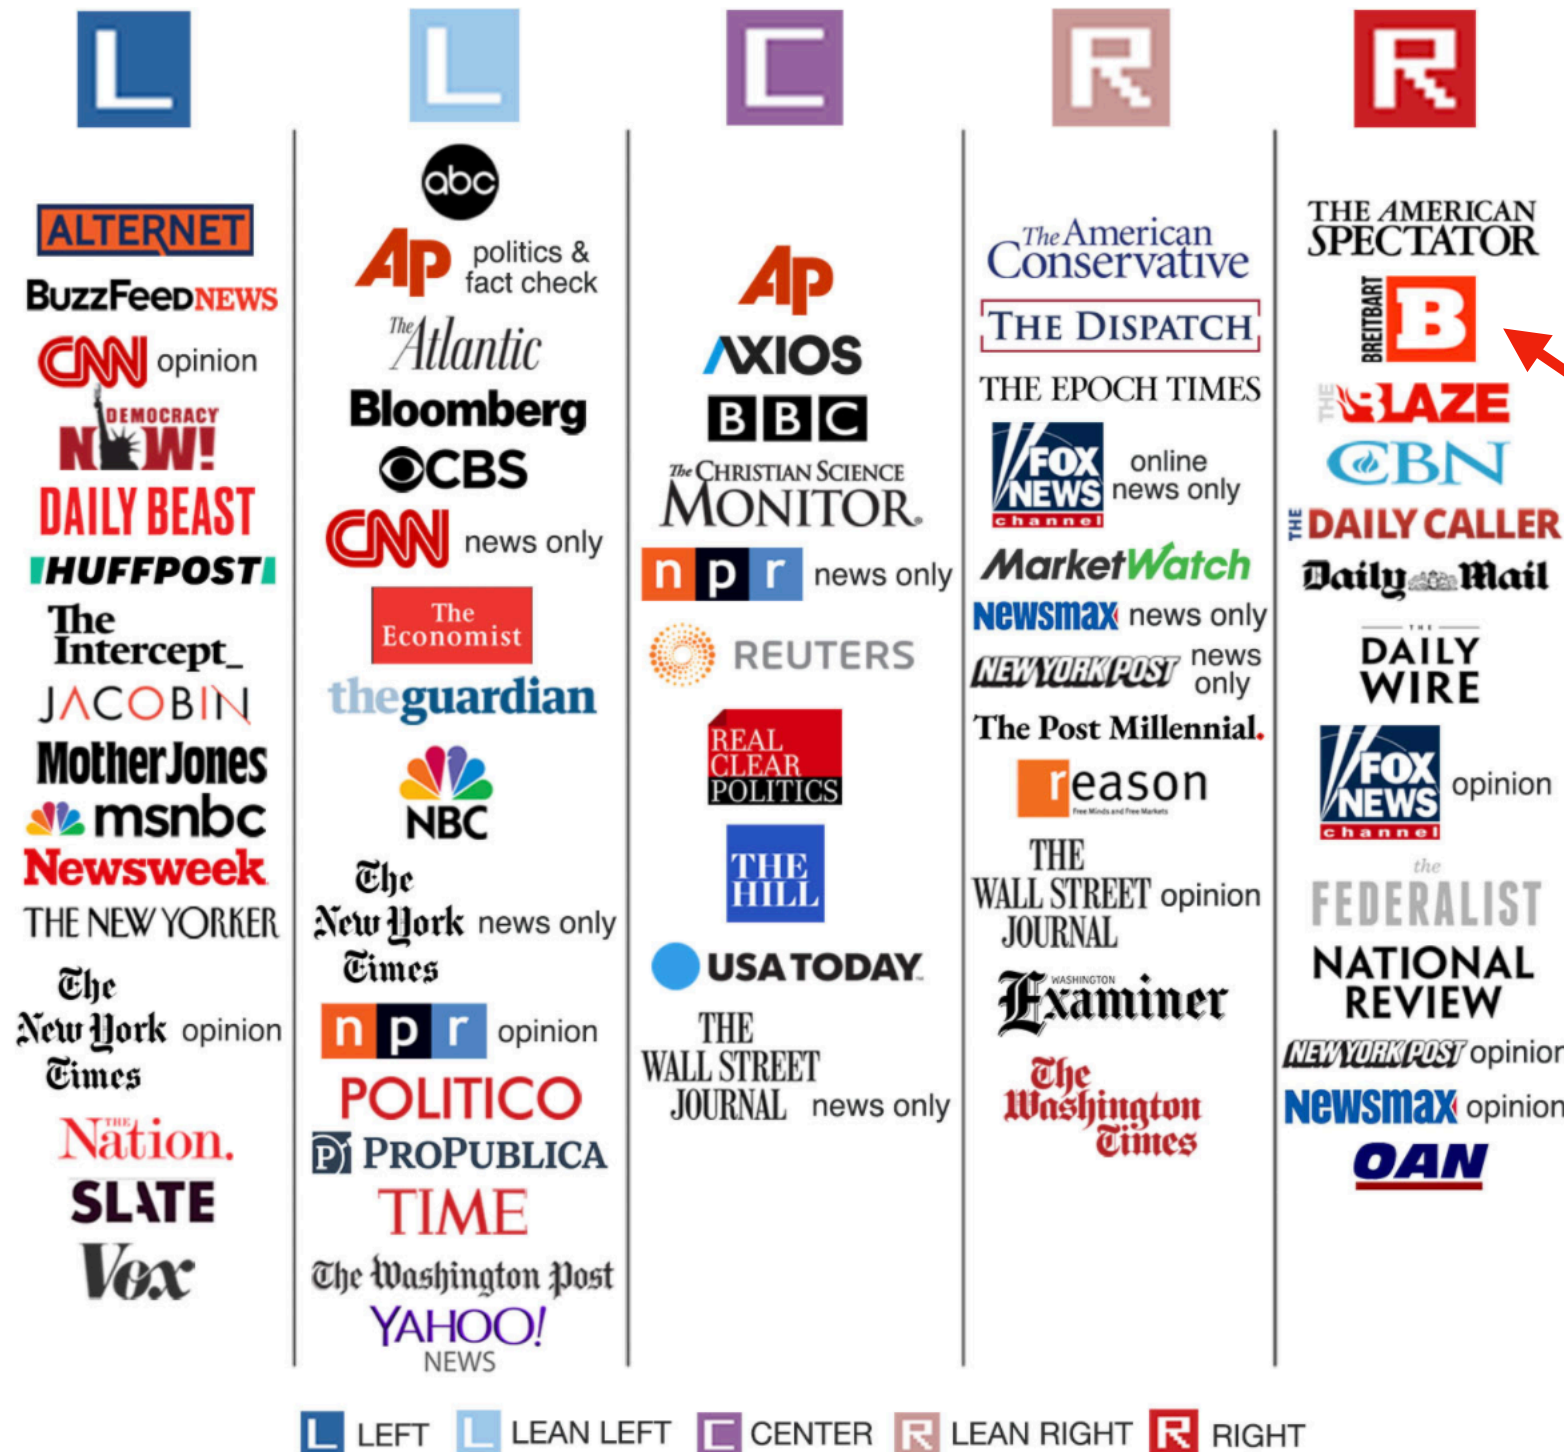 L
L
C
R
R
ALTERNET
BuzzFeed NEWS
CNN opinion
DEMOCRACY
NOW!
DAILY BEAST
HUFFPOST
The
Intercept_
JACOBIN
Mother Jones
msnbc
Newsweek
THE NEW YORKER
The
New York opinion
Times
THE
Nation.
SLATE
Vox
abc
AP politics &
fact check
The
Atlantic
Bloomberg
CBS
CNN news only
The
Economist
theguardian
NBC
The
New York news only
Times
npr opinion
POLITICO
P PROPUBLICA
TIME
The Washington Post
YAHOO!
NEWS
AP
AXIOS
BBC
The CHRISTIAN SCIENCE
MONITOR®
npr news only
REUTERS
REAL
CLEAR
POLITICS
THE
HILL
USA TODAY
THE
WALL STREET
JOURNAL news only
The American
Conservative
THE DISPATCH
THE EPOCH TIMES
FOX online
NEWS news only
channel
MarketWatch
Newsmax news only
NEW YORK POST news
only
The Post Millennial.
reason
Free Minds and Free Markets
THE
WALL STREET opinion
JOURNAL
WASHINGTON
Examiner
The
Washington
Times
THE AMERICAN
SPECTATOR
BREITBART B
THE BLAZE
CBN
THE DAILY CALLER
Daily Mail
THE
DAILY
WIRE
FOX opinion
NEWS
channel
the
FEDERALIST
NATIONAL
REVIEW
NEW YORK POST opinion
Newsmax opinion
OAN
L LEFT L LEAN LEFT C CENTER R LEAN RIGHT R RIGHT